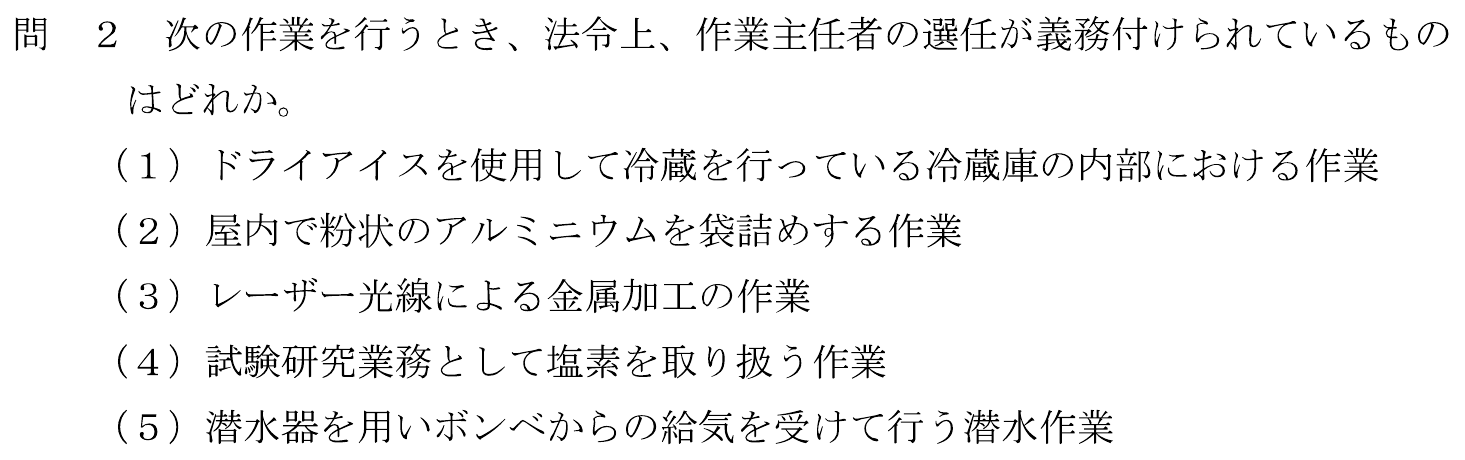 問　２　次の作業を行うとき、法令上、作業主任者の選任が義務付けられているもの
はどれか。
（１）ドライアイスを使用して冷蔵を行っている冷蔵庫の内部における作業
（２）屋内で粉状のアルミニウムを袋詰めする作業
（３）レーザー光線による金属加工の作業
（４）試験研究業務として塩素を取り扱う作業
（５）潜水器を用いボンベからの給気を受けて行う潜水作業